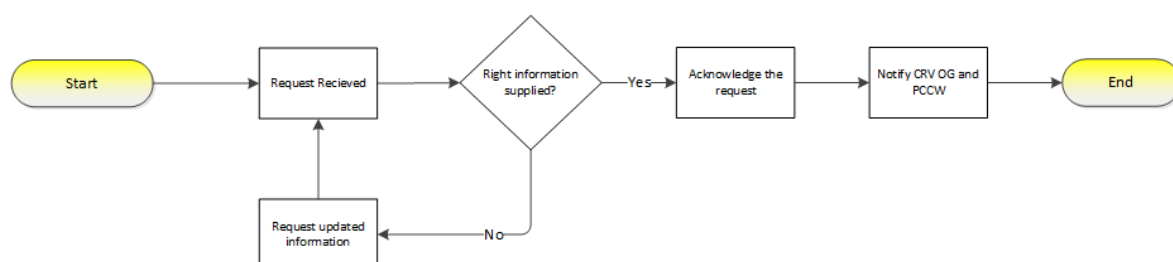 Start
Request Recieved
Right information
supplied?
Yes
Acknowledge the
request
Notify CRV OG and
PCCW
End
Request updated
information
No